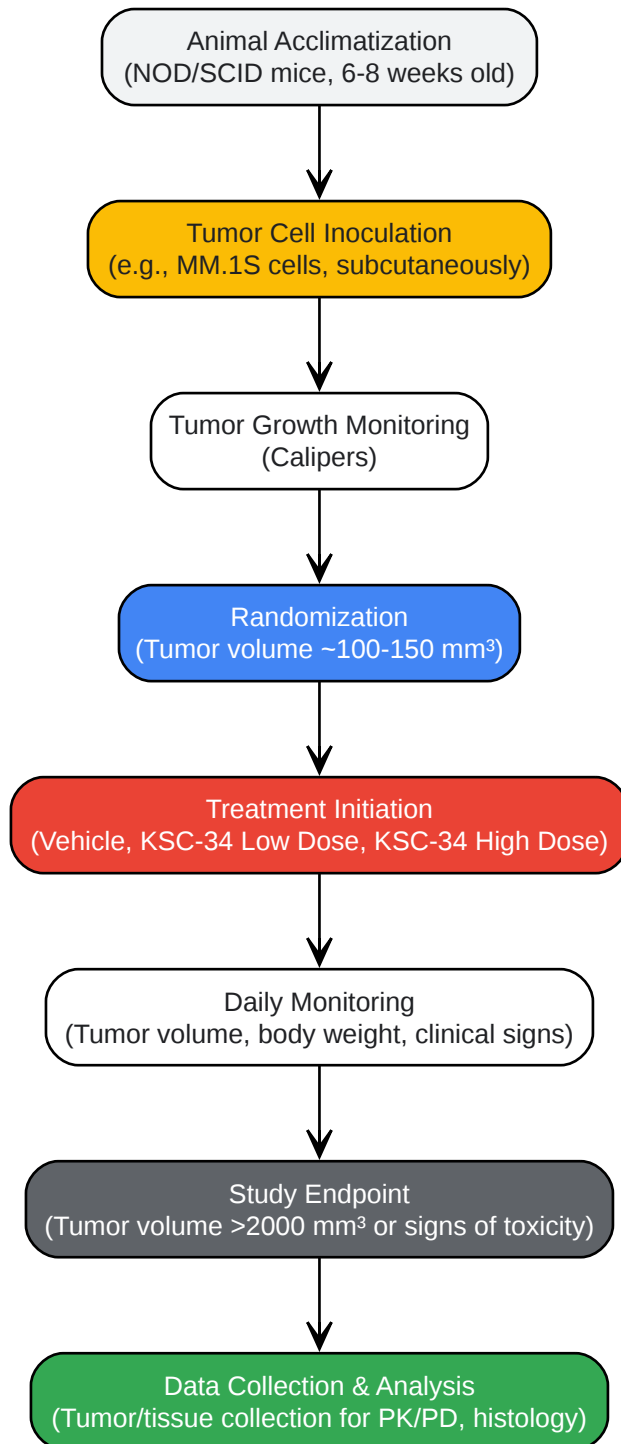 Animal Acclimatization
(NOD/SCID mice, 6-8 weeks old)
Tumor Cell Inoculation
(e.g., MM.1S cells, subcutaneously)
Tumor Growth Monitoring
(Calipers)
Randomization
(Tumor volume ~100-150 mm³)
Treatment Initiation
(Vehicle, KSC-34 Low Dose, KSC-34 High Dose)
Daily Monitoring
(Tumor volume, body weight, clinical signs)
Study Endpoint
(Tumor volume >2000 mm³ or signs of toxicity)
Data Collection & Analysis
(Tumor/tissue collection for PK/PD, histology)